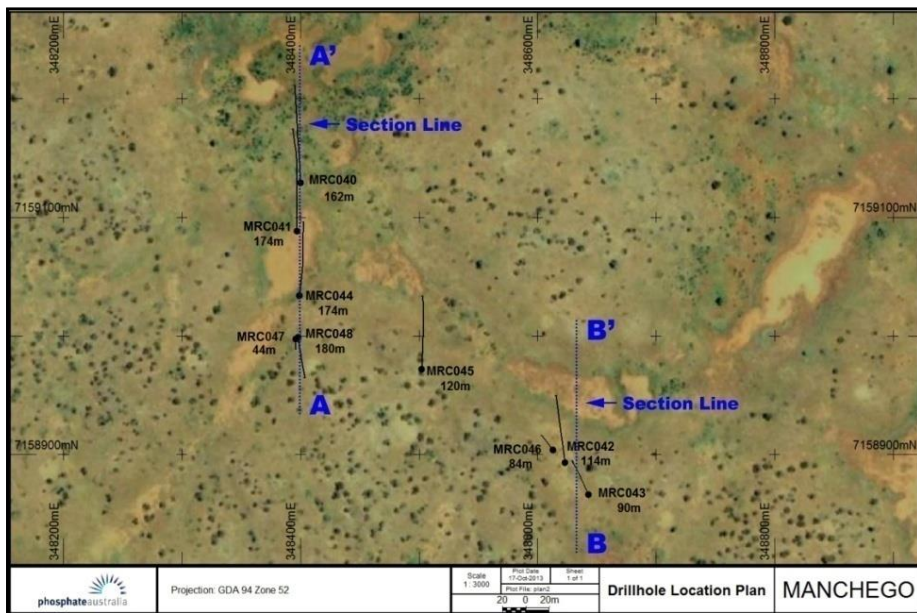 348200mE
348400mE
348600mE
348800mE
A'
Section Line
MRC040
162m
7159100mN
7159100mN
MRC041
174m
MRC044
174m
MRC047
44m
MRC048
180m
B'
MRC045
120m
A
Section Line
7158900mN
7158900mN
MRC046
84m
MRC042
114m
MRC043
90m
348200mE
348400mE
348800mE
B
phosphateaustralia
Projection: GDA 94 Zone 52
Scale
1 : 3000
Plot Date
17-Oct-2013
Sheet
1 of 1
Plot File: plan2
20 0 20m
Drillhole Location Plan
MANCHEGO